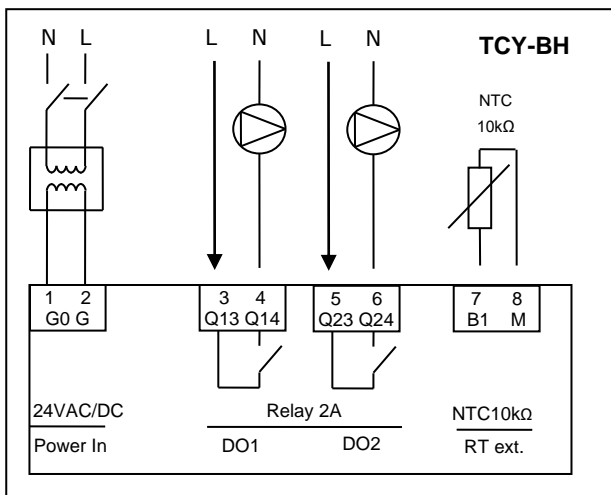 N L L N L N TCY-BH
NTC
10kΩ
1 2 3 4 5 6 7 8
G0 G Q13 Q14 Q23 Q24 B1 M
24VAC/DC Relay 2A NTC10kΩ
Power In DO1 DO2 RT ext.